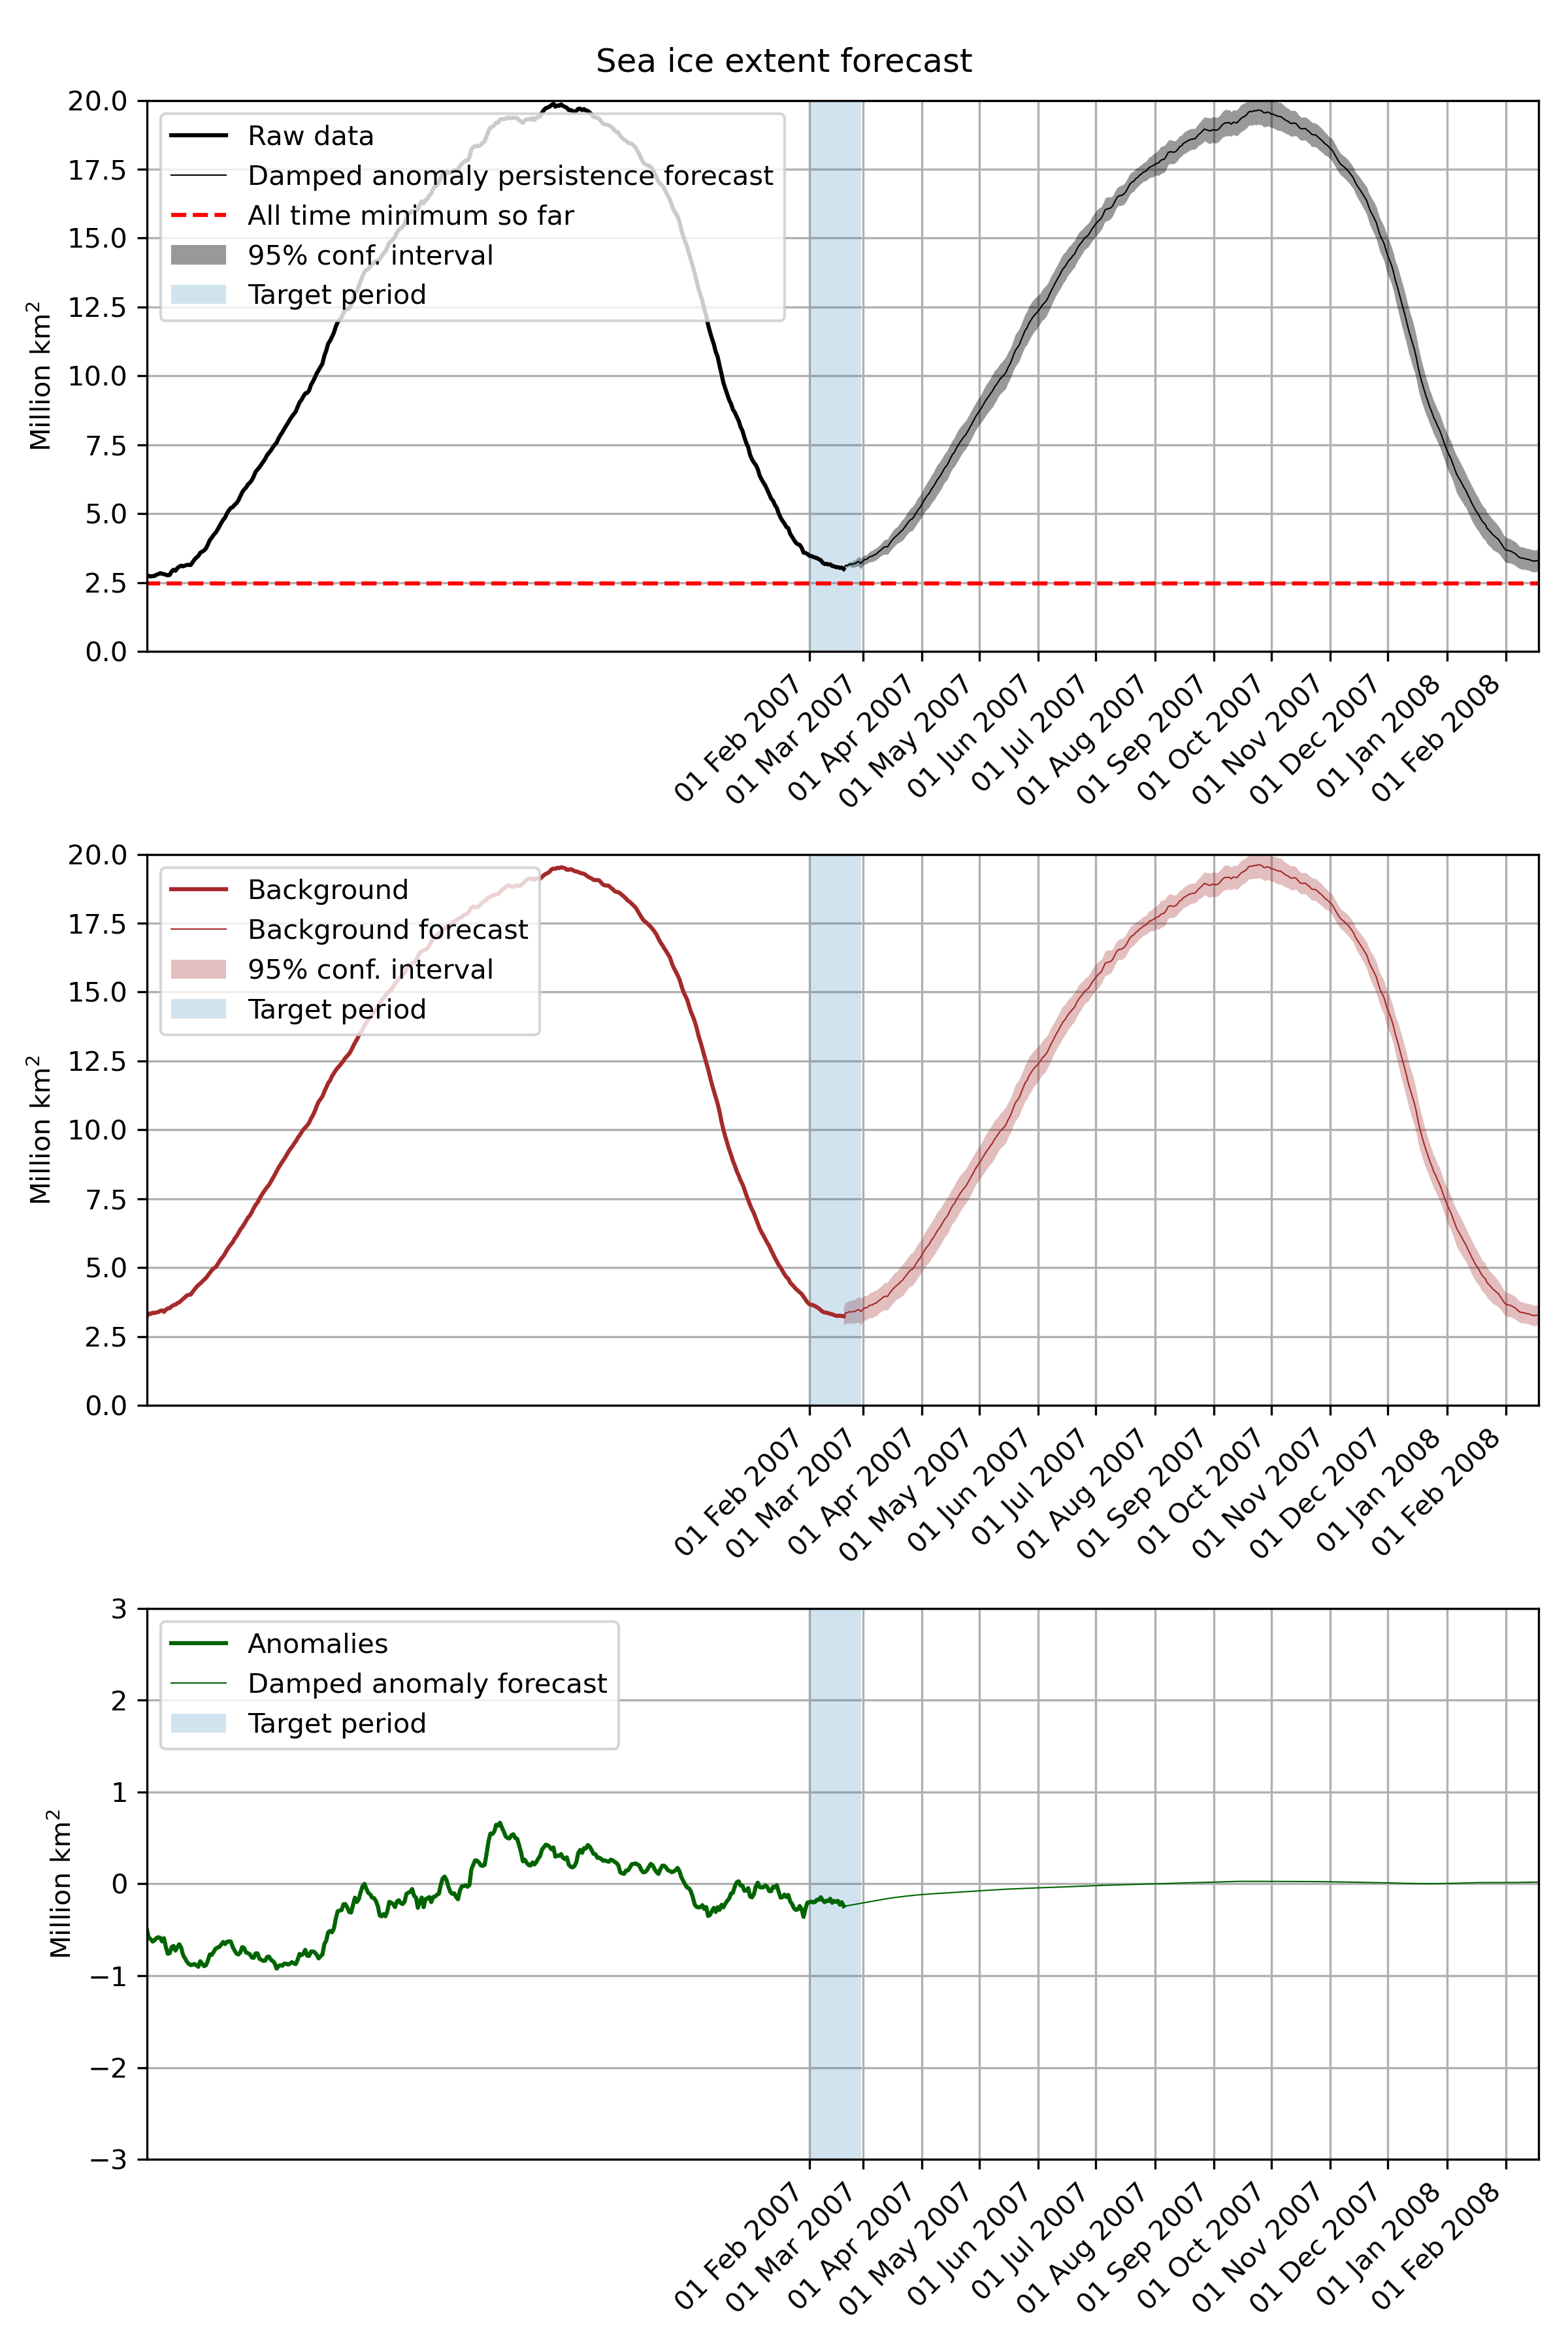 Sea ice extent forecast
20.0
17.5
15.0
12.5
10.0
7.5
5.0
2.5
0.0
Million km²
Raw data
Damped anomaly persistence forecast
All time minimum so far
95% conf. interval
Target period
01 Feb 2007
01 Mar 2007
01 Apr 2007
01 May 2007
01 Jun 2007
01 Jul 2007
01 Aug 2007
01 Sep 2007
01 Oct 2007
01 Nov 2007
01 Dec 2007
01 Jan 2008
01 Feb 2008
20.0
17.5
15.0
12.5
10.0
7.5
5.0
2.5
0.0
Million km²
Background
Background forecast
95% conf. interval
Target period
01 Feb 2007
01 Mar 2007
01 Apr 2007
01 May 2007
01 Jun 2007
01 Jul 2007
01 Aug 2007
01 Sep 2007
01 Oct 2007
01 Nov 2007
01 Dec 2007
01 Jan 2008
01 Feb 2008
3
2
1
0
−1
−2
−3
Million km²
Anomalies
Damped anomaly forecast
Target period
01 Feb 2007
01 Mar 2007
01 Apr 2007
01 May 2007
01 Jun 2007
01 Jul 2007
01 Aug 2007
01 Sep 2007
01 Oct 2007
01 Nov 2007
01 Dec 2007
01 Jan 2008
01 Feb 2008